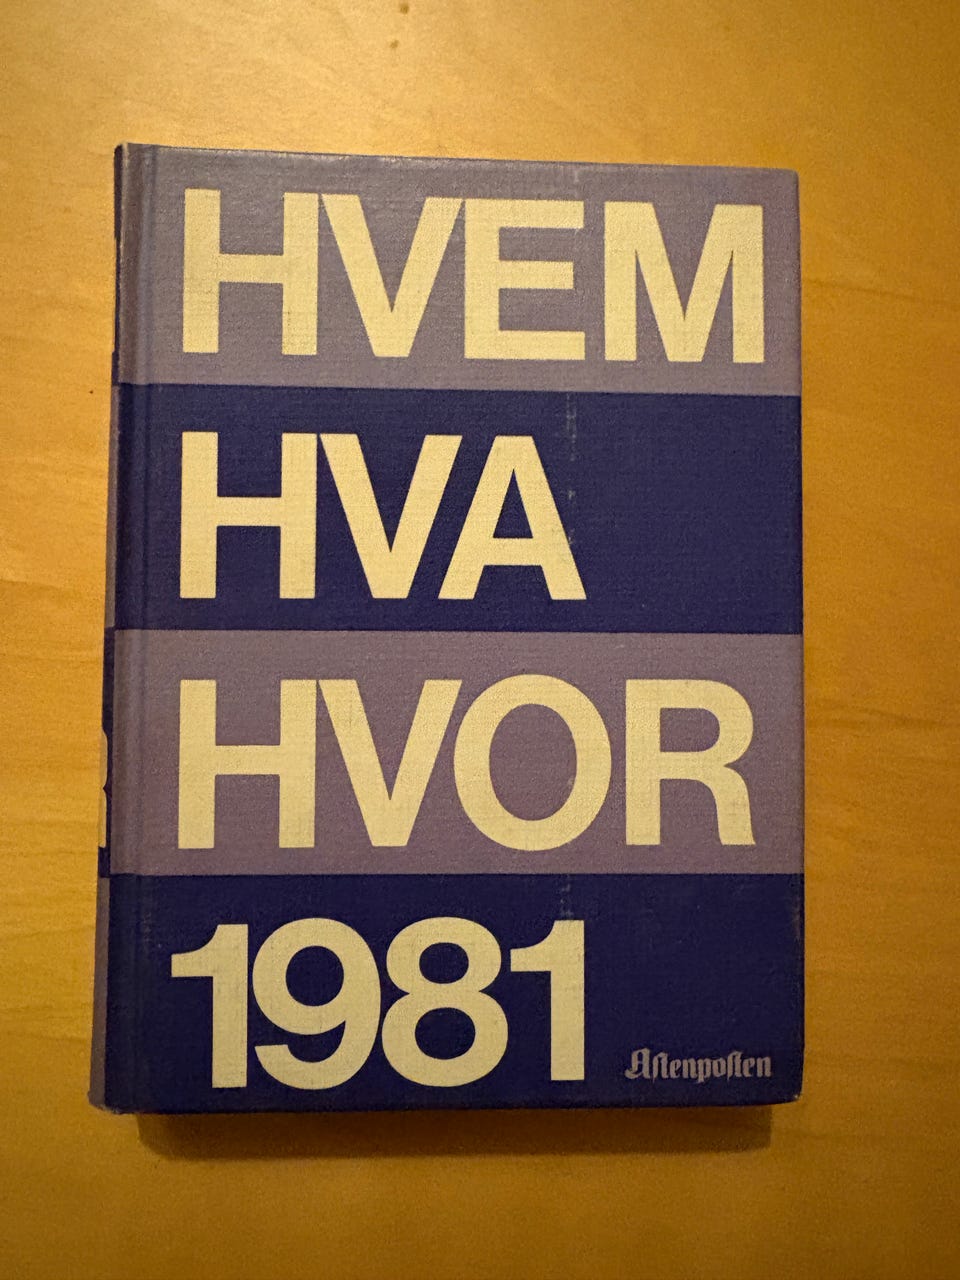 HVEM
HVA
HVOR
1981
Aftenposten